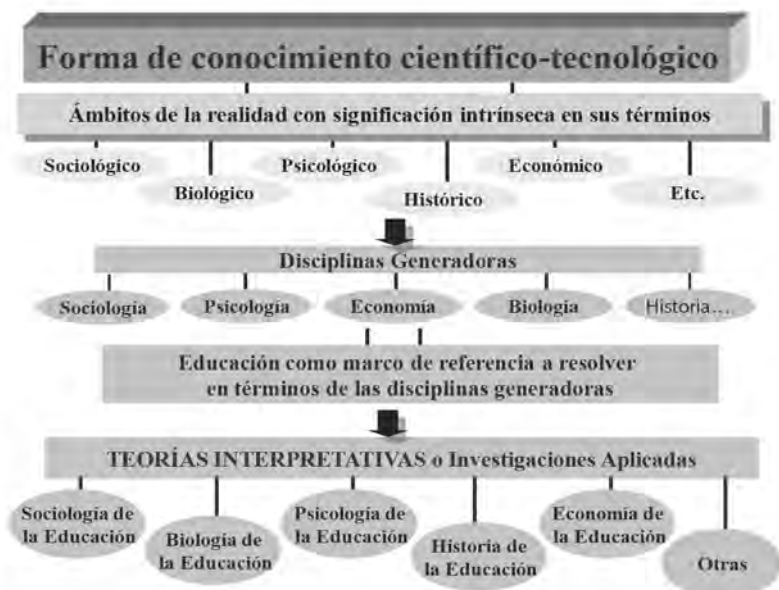 Forma de conocimiento científico-tecnológico
Ámbitos de la realidad con significación intrínseca en sus términos
Sociológico
Psicológico
Económico
Biológico
Histórico
Etc.
Disciplinas Generadoras
Sociología
Psicología
Economía
Biología
Historia...
Educación como marco de referencia a resolver
en términos de las disciplinas generadoras
TEORÍAS INTERPRETATIVAS o Investigaciones Aplicadas
Sociología de
la Educación
Biología de
la Educación
Psicología de
la Educación
Historia de
la Educación
Economía de
la Educación
Otras